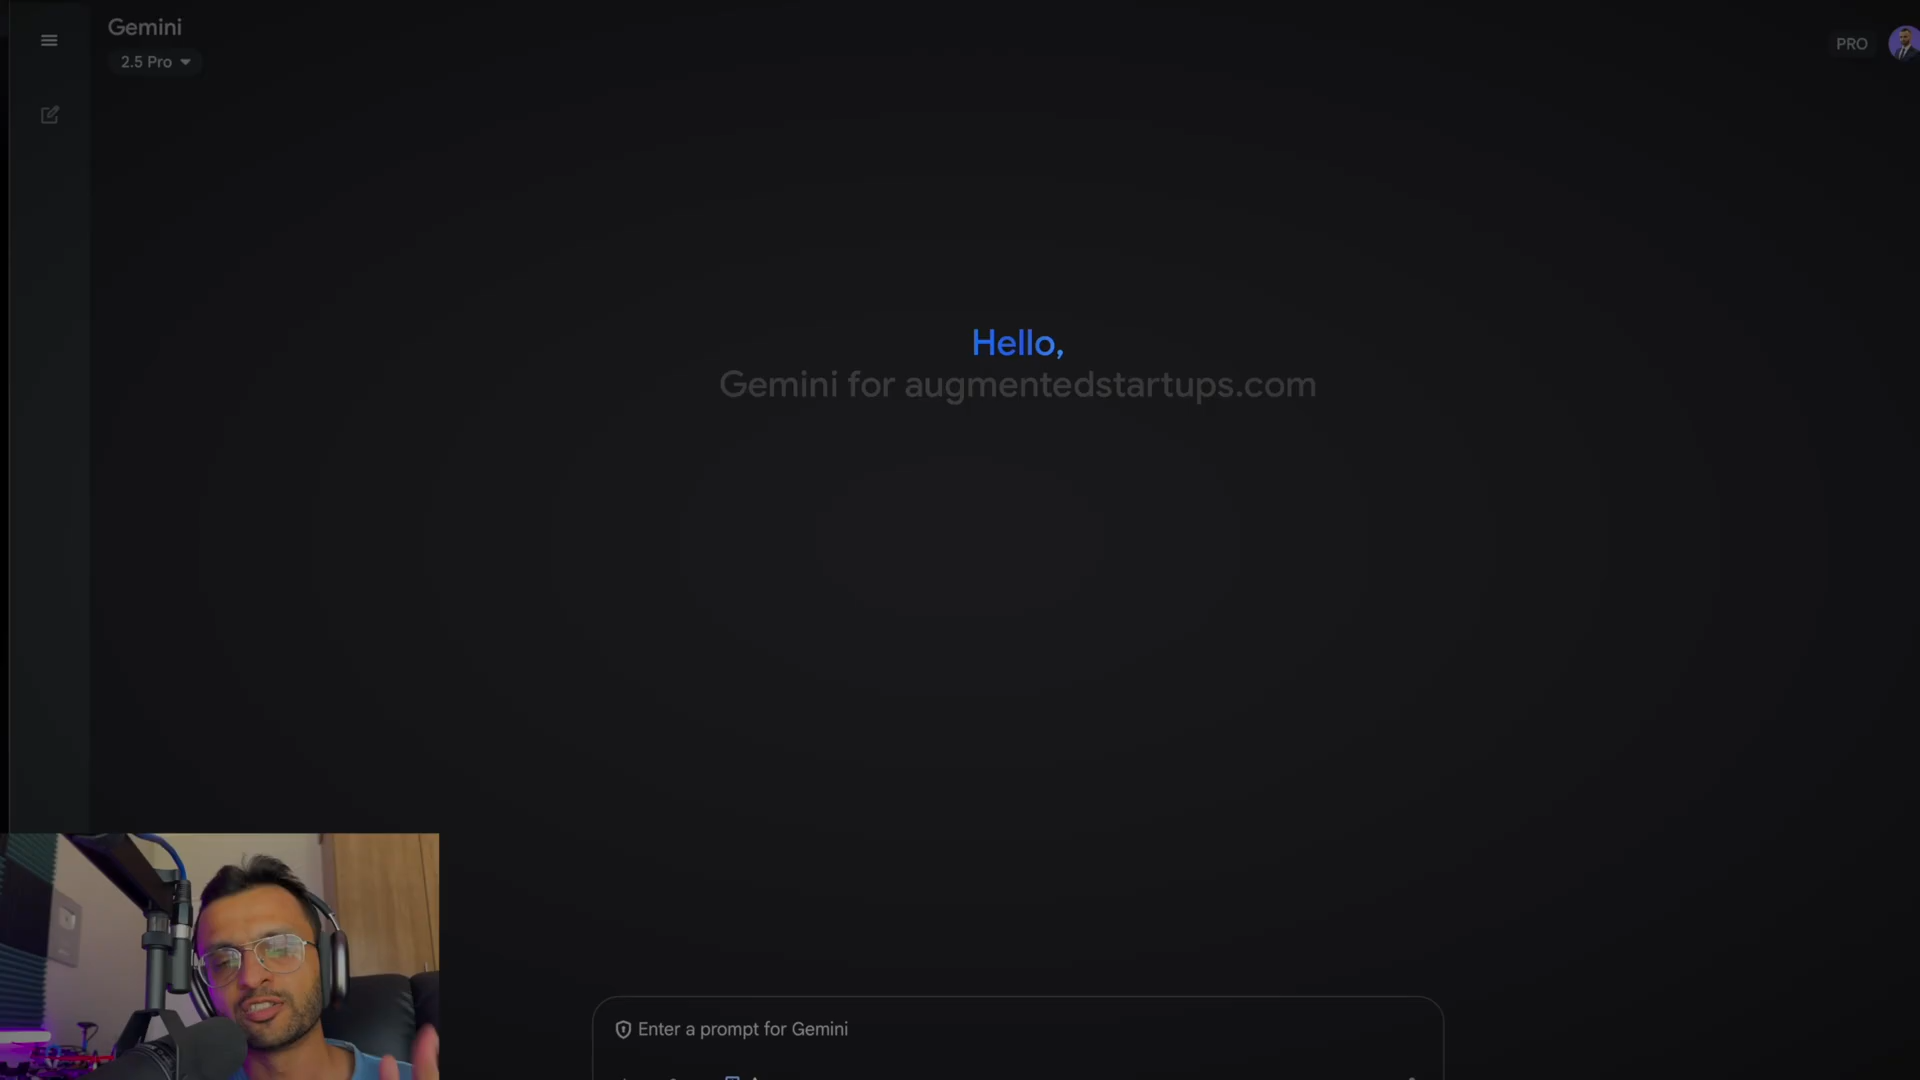 Gemini
2.5 Pro
PRO
Hello,
Gemini for augmentedstartups.com
Enter a prompt for Gemini